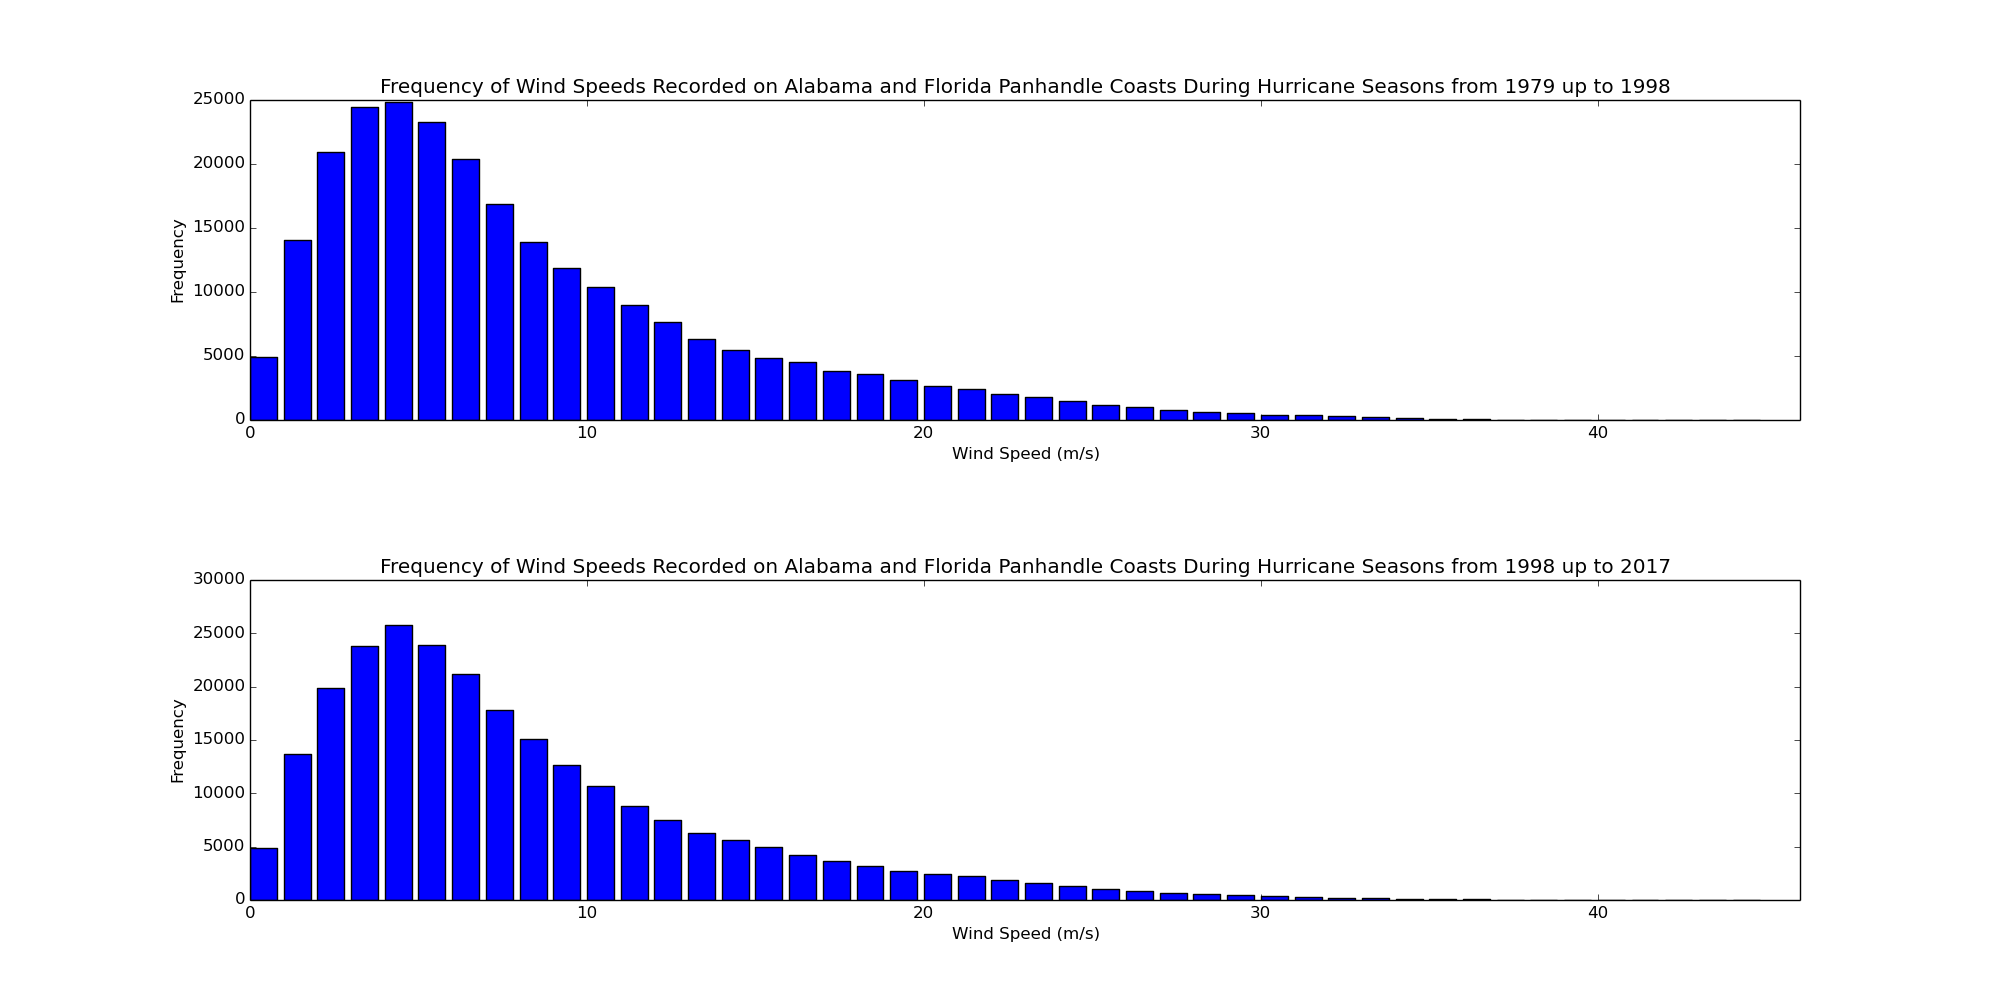 Frequency of Wind Speeds Recorded on Alabama and Florida Panhandle Coasts During Hurricane Seasons from 1979 up to 1998
25000
20000
15000
10000
5000
0
Frequency
0 10 20 30 40
Wind Speed (m/s)
Frequency of Wind Speeds Recorded on Alabama and Florida Panhandle Coasts During Hurricane Seasons from 1998 up to 2017
30000
25000
20000
15000
10000
5000
0
Frequency
0 10 20 30 40
Wind Speed (m/s)